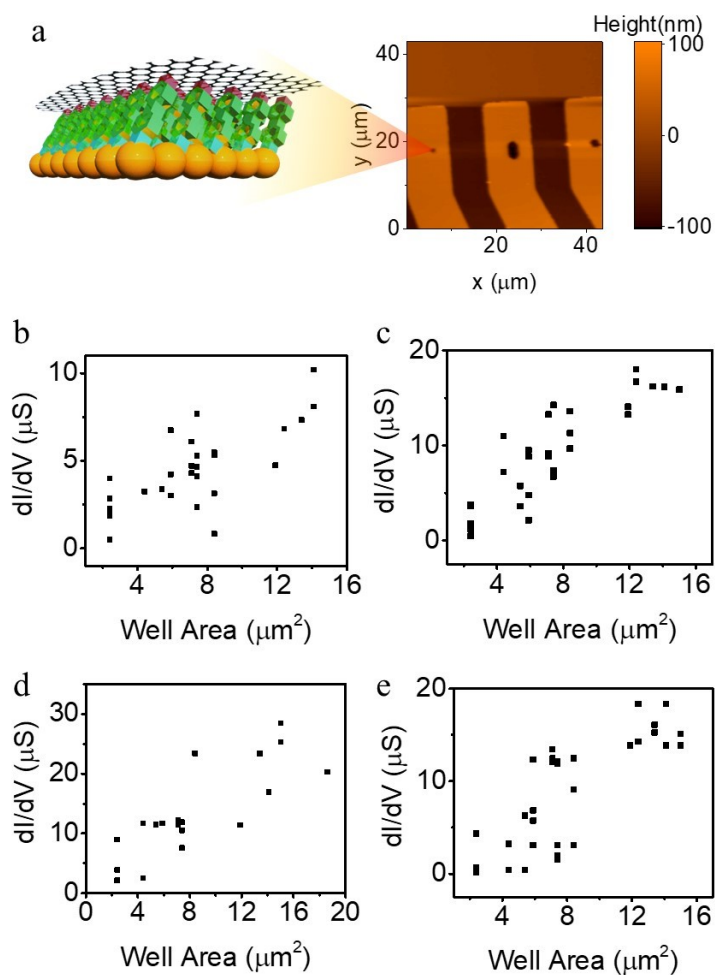 a
Height(nm)
100
0
-100
y (μm)
40
20
0
20
40
x (μm)
b
dI/dV (μS)
10
5
0
4
8
12
16
Well Area (μm²)
c
dI/dV (μS)
20
10
0
4
8
12
16
Well Area (μm²)
d
dI/dV (μS)
30
20
10
0
0
4
8
12
16
20
Well Area (μm²)
e
dI/dV (μS)
20
10
0
4
8
12
16
Well Area (μm²)